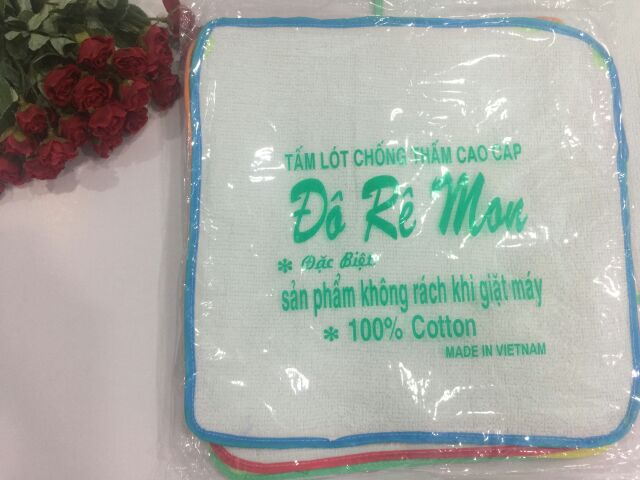 TẤM LÓT CHỐNG THẤM CAO CẤP
Đô Rê Mon
* Đặc Biệt
sản phẩm không rách khi giặt máy
* 100% Cotton
MADE IN VIETNAM